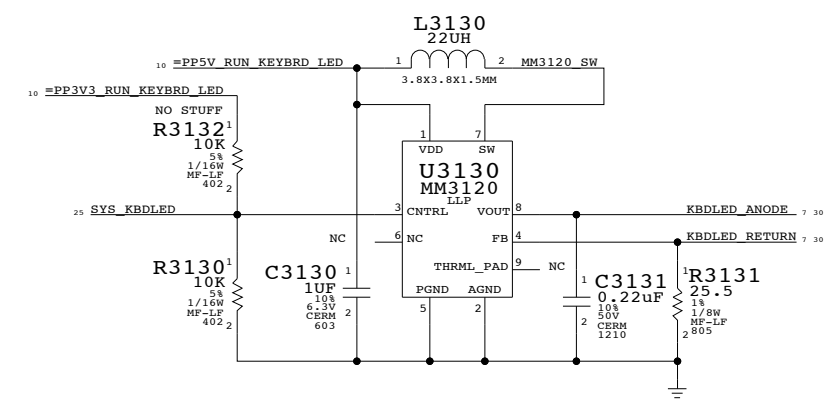 L3130
22UH
10 =PP5V_RUN_KEYBRD_LED 1 2 MM3120_SW
3.8X3.8X1.5MM
10 =PP3V3_RUN_KEYBRD_LED
NO STUFF
R3132 1
10K
5%
1/16W
MF-LF
402 2
1 7
VDD SW
U3130
MM3120
LLP
25 SYS_KBDLED 3 CNTRL VOUT 8 KBDLED_ANODE 7 30
NC 6 NC FB 4 KBDLED_RETURN 7 30
THRML_PAD 9 NC
PGND AGND
5 2
R3130 1
10K
5%
1/16W
MF-LF
402 2
C3130 1
1UF
10%
6.3V
CERM
603
2
1 C3131
0.22uF
10%
50V
2 CERM
1210
1 R3131
25.5
1%
1/8W
MF-LF
2 805